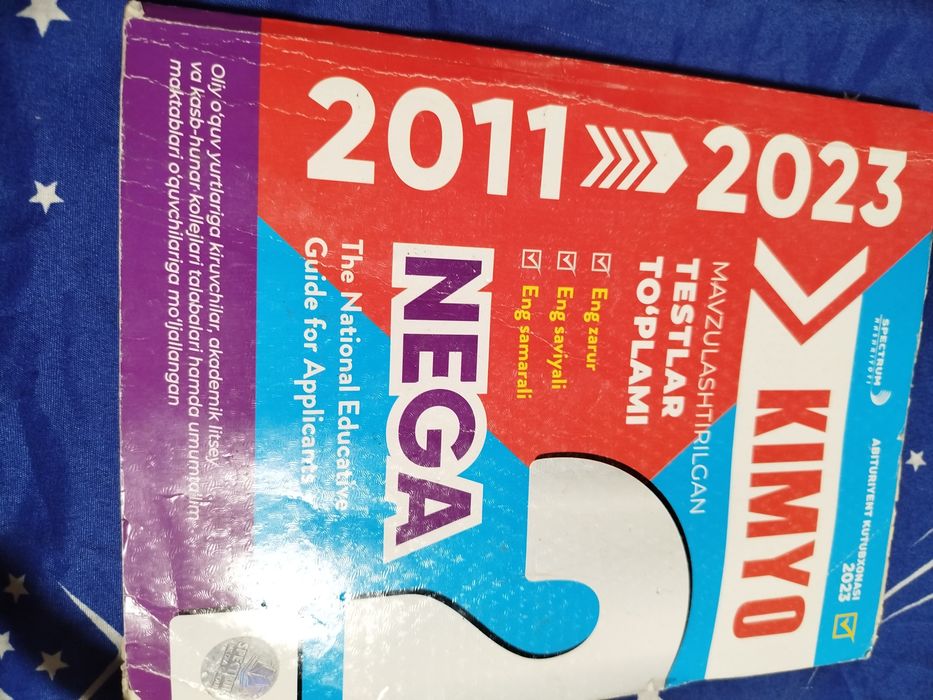 SPECTRUM
NASHRIYOTI
ABITURIYENT KUTUBXONASI
2023
KIMYO
MAVZULASHTIRILGAN
TESTLAR
TO'PLAMI
2011 2023
Eng zarur
Eng saviyali
Eng samarali
NEGA
?
The National Educative
Guide for Applicants
Oliy o'quv yurtlariga kiruvchilar, akademik litsey
va kasb-hunar kollejlari talabalari hamda umumta'lim
maktablari o'quvchilariga mo'ljallangan